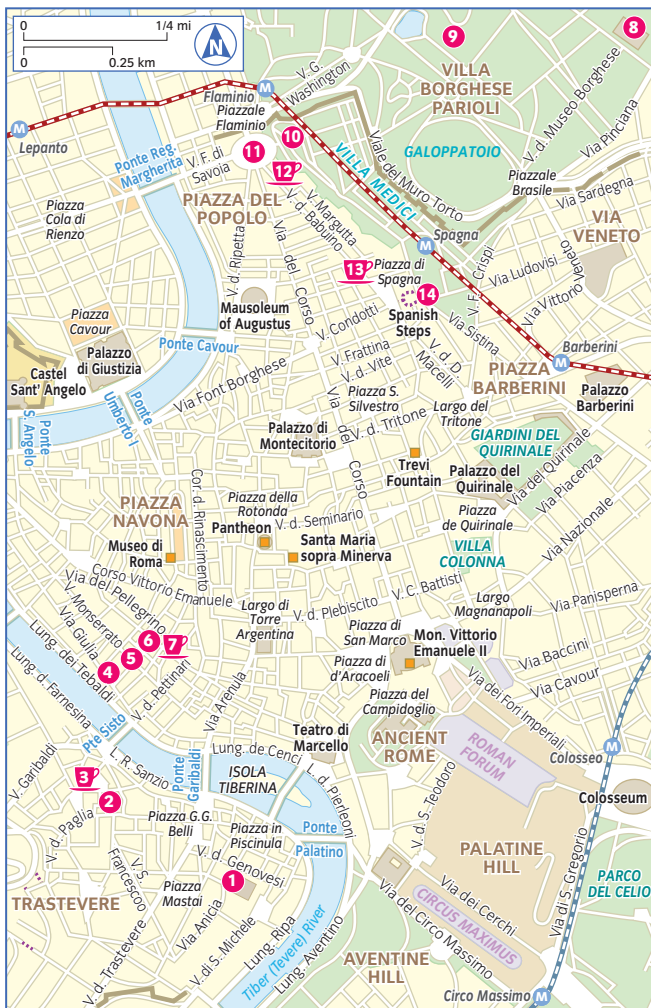 0
1/4 mi
0
0.25 km
N
8
9
VILLA
BORGHESE
PARIOLI
V. G.
Washington
Flaminio
Piazzale
Flaminio
M
M
Lepanto
10
11
12
Ponte Reg.
Margherita
V. F. di
Savoia
VILLA MEDICI
Viale del Muro Torto
GALOPPATOIO
V. d. Museo Borghese
Via Pinciana
Piazzale
Brasile
Via Sardegna
PIAZZA DEL
POPOLO
V. Margutta
V. d. Babuino
Piazza
Cola di
Rienzo
VIA
VENETO
Spagna
M
V. d. Ripetta
Via del Corso
13
Piazza di
Spagna
14
Spanish
Steps
V. F. Crispi
Via Ludovisi
Via Vittorio Veneto
Via Sistina
Mausoleum
of Augustus
V. Condotti
Piazza
Cavour
Palazzo
di Giustizia
Ponte Cavour
V. Frattina
V. d. Vite
V. d. D.
Macelli
Barberini
M
PIAZZA
BARBERINI
Palazzo
Barberini
Castel
Sant' Angelo
Via Font Borghese
Piazza S.
Silvestro
Largo del
Tritone
Ponte
S. Angelo
Ponte
Umberto I
Palazzo di
Montecitorio
Via del Corso
V. d. Tritone
GIARDINI DEL
QUIRINALE
Trevi
Fountain
Palazzo del
Quirinale
Via del Quirinale
Via Piacenza
PIAZZA
NAVONA
Cor. d. Rinascimento
Piazza della
Rotonda
Pantheon
V. d. Seminario
Piazza
de Quirinale
Via Nazionale
Museo di
Roma
Santa Maria
sopra Minerva
VILLA
COLONNA
Corso Vittorio Emanuele
Via del Pellegrino
V. Monserrato
Via Giulia
Largo di
Torre
Argentina
V. d. Plebiscito
V. C. Battisti
Largo
Magnanapoli
Via Panisperna
6
7
5
4
Lung. dei Tebaldi
Lung. d. Farnesina
V. d. Pettinari
Via Arenula
Piazza di
San Marco
Mon. Vittorio
Emanuele II
Piazza di
d'Aracoeli
Via Baccini
Via Cavour
Piazza del
Campidoglio
Via dei Fori Imperiali
Pte Sisto
Teatro di
Marcello
ANCIENT
ROME
ROMAN
FORUM
Colosseo
M
V. Garibaldi
L. R. Sanzio
Ponte
Garibaldi
Lung. de Cenci
ISOLA
TIBERINA
L. d. Pierleoni
Colosseum
3
2
V. d. Paglia
Piazza G.G.
Belli
Piazza in
Piscinula
Ponte
Palatino
V. d. S. Teodoro
PALATINE
HILL
Via di S. Gregorio
V. S.
Francescoo
V. d. Genovesi
1
Piazza
Mastai
Via Anicia
PARCO
DEL CELIO
TRASTEVERE
V. d. Trastevere
V. di S. Michele
Lung. Ripa
Tiber (Tevere) River
Lung. Aventino
Via dei Cerchi
CIRCUS MAXIMUS
Via del Circo Massimo
AVENTINE
HILL
Circo Massimo
M